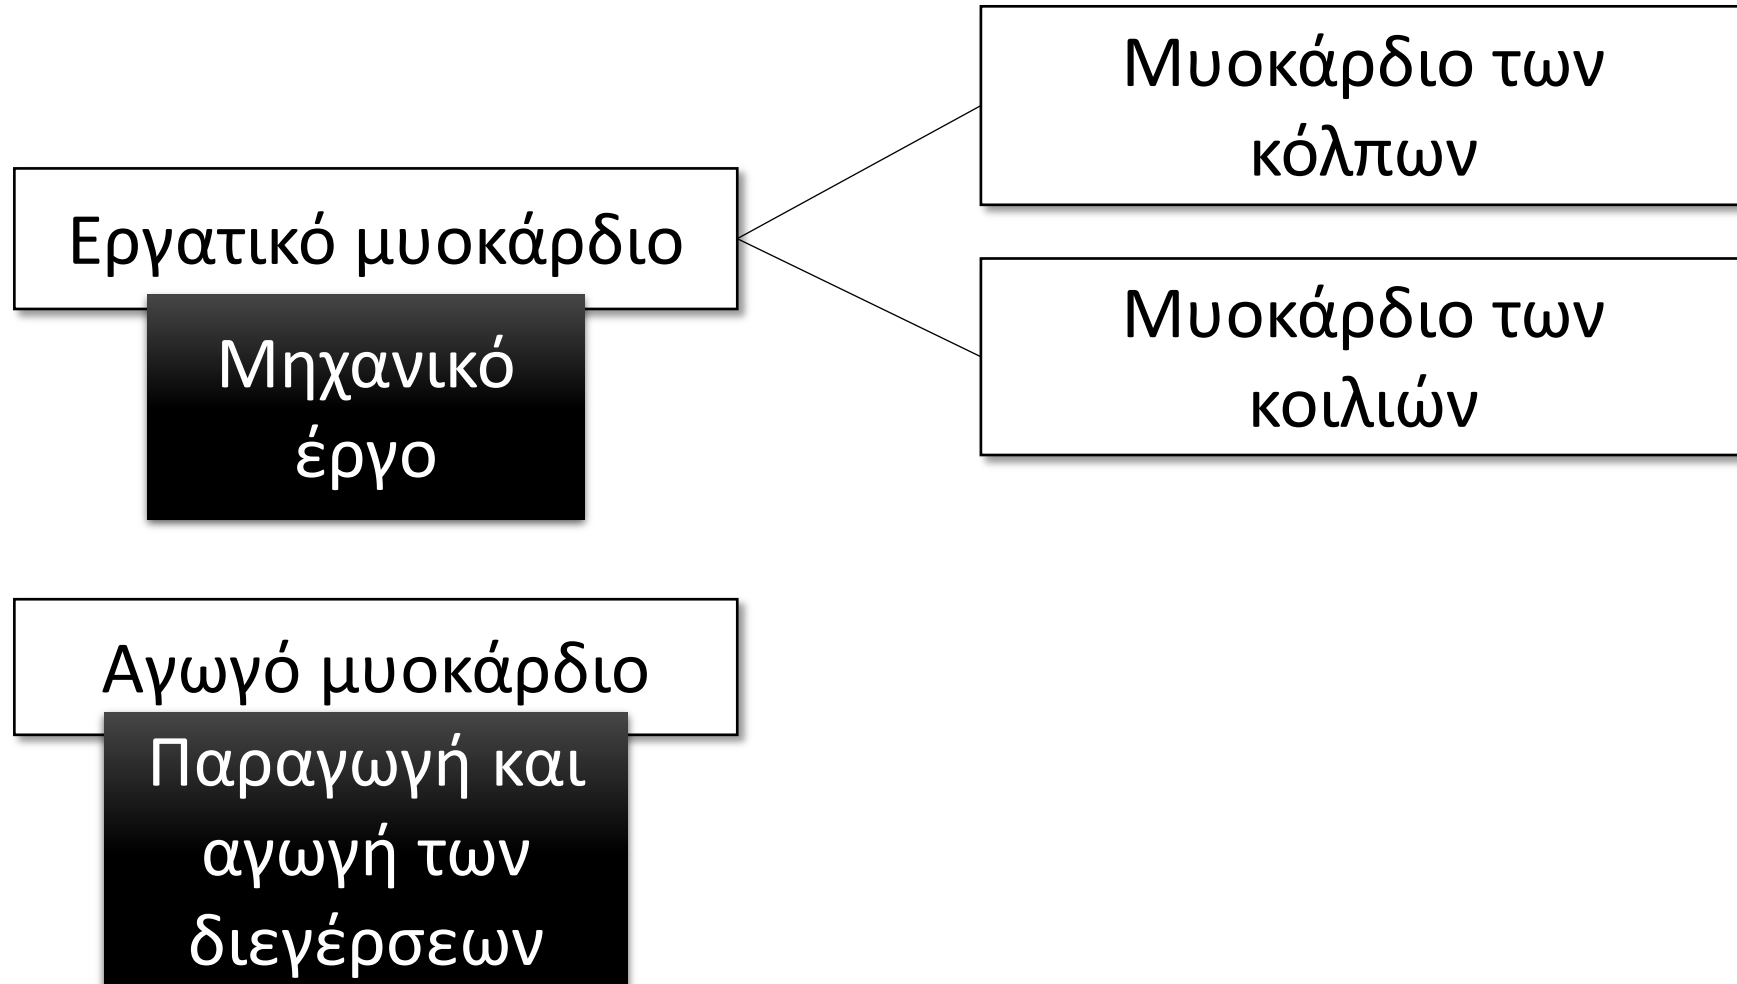 Εργατικό μυοκάρδιο
Μηχανικό
έργο
Μυοκάρδιο των
κόλπων
Μυοκάρδιο των
κοιλιών
Αγωγό μυοκάρδιο
Παραγωγή και
αγωγή των
διεγέρσεων